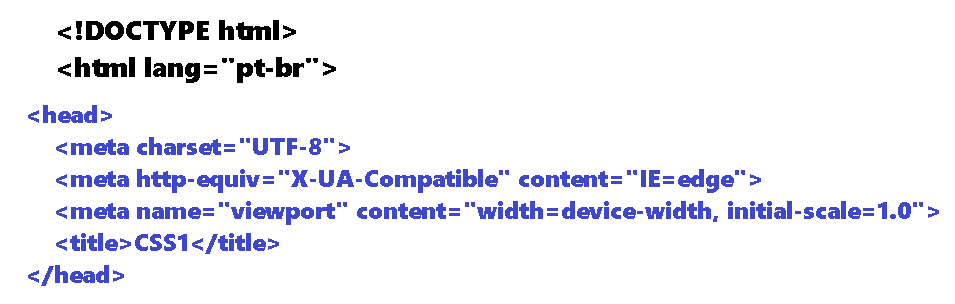 <!DOCTYPE html>
<html lang="pt-br">
<head>
<meta charset="UTF-8">
<meta http-equiv="X-UA-Compatible" content="IE=edge">
<meta name="viewport" content="width=device-width, initial-scale=1.0">
<title>CSS1</title>
</head>